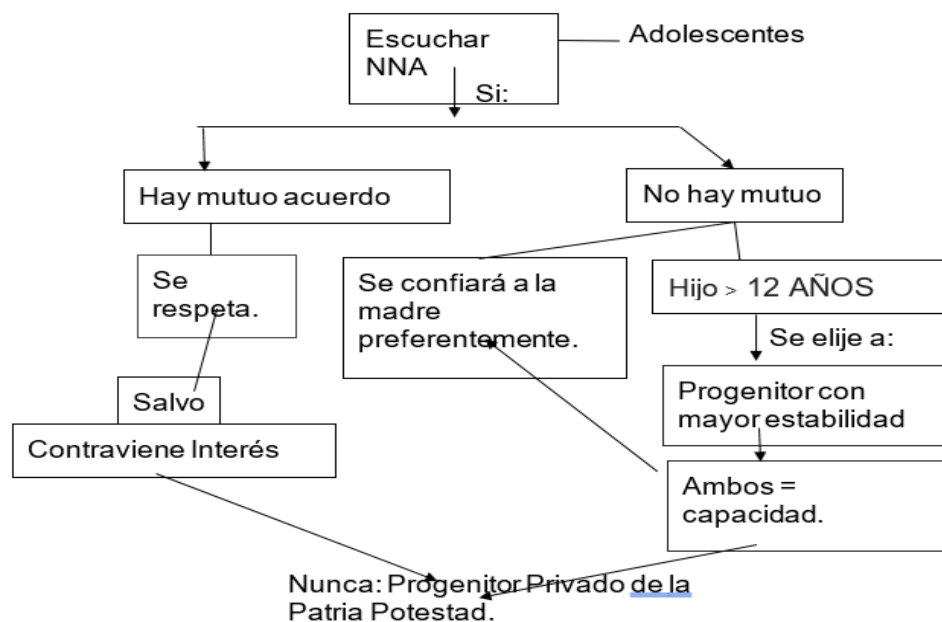 Escuchar
NNA
Adolescentes
Si:
Hay mutuo acuerdo
No hay mutuo
Se
respeta.
Se confiará a la
madre
preferentemente.
Hijo > 12 AÑOS
Se elije a:
Salvo
Progenitor con
mayor estabilidad
Contraviene Interés
Ambos =
capacidad.
Nunca: Progenitor Privado de la
Patria Potestad.